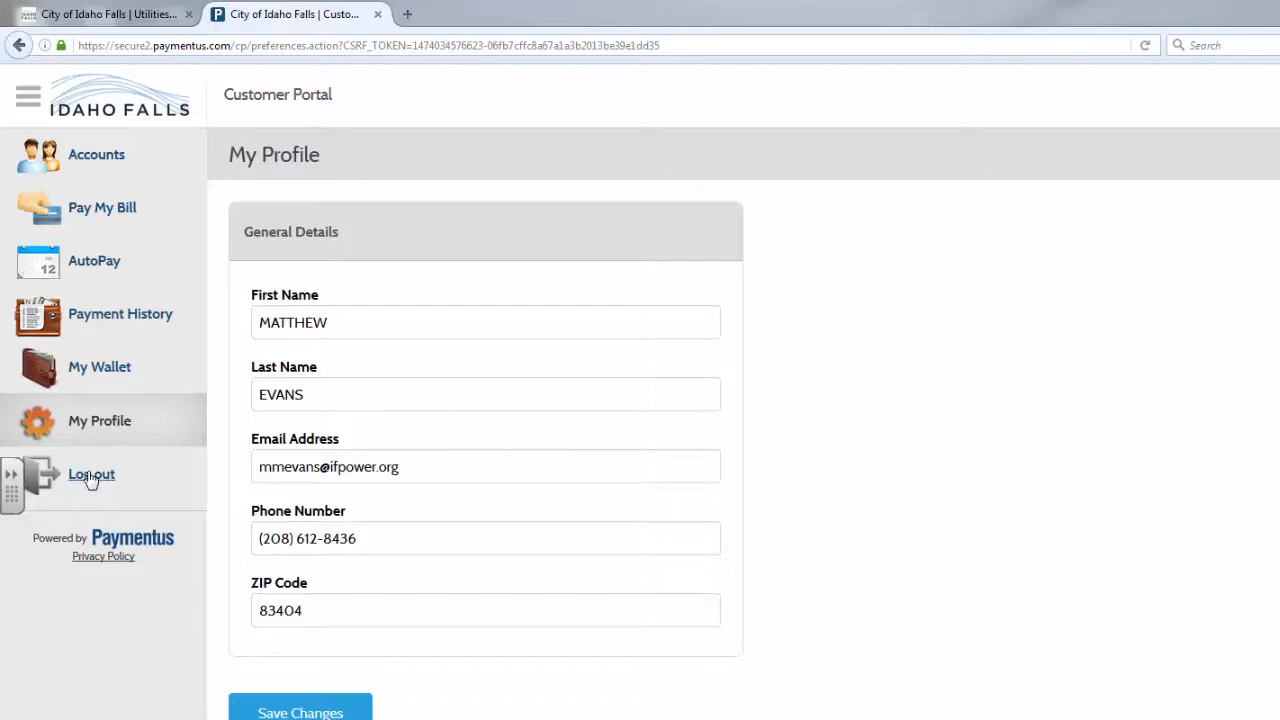 City of Idaho Falls | Utilities...
City of Idaho Falls | Custo...
https://secure2.paymentus.com/cp/preferences.action?CSRF_TOKEN=1474034576623-06fb7cffc8a67a1a3b2013be39e1dd35
Search
IDAHO FALLS
Customer Portal
Accounts
My Profile
Pay My Bill
General Details
AutoPay
12
First Name
Payment History
MATTHEW
My Wallet
Last Name
EVANS
My Profile
Email Address
Logout
mmevans@ifpower.org
Phone Number
Powered by Paymentus
(208) 612-8436
Privacy Policy
ZIP Code
83404
Save Changes